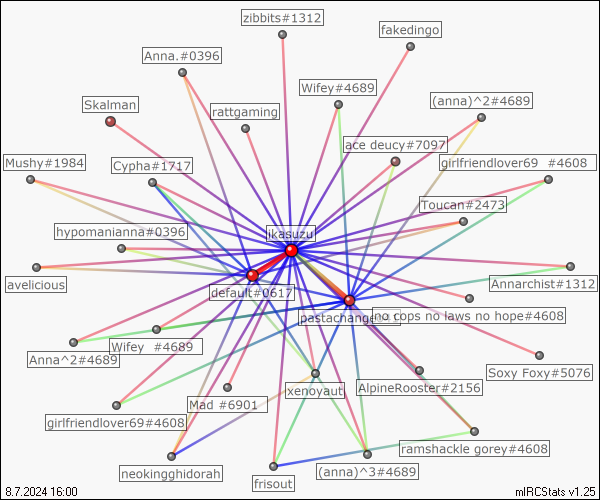 zibbits#1312
fakedingo
Anna.#0396
Wifey#4689
(anna)^2#4689
Skalman
rattgaming
ace deucy#7097
Mushy#1984
Cypha#1717
girlfriendlover69 #4608
Toucan#2473
hypomanianna#0396
jkasuzu
avelicious
default#0617
Annarchist#1312
no cops no laws no hope#4608
Anna^2#4689
Wifey #4689
Soxy Foxy#5076
xenoyaut
AlpineRooster#2156
Mad #6901
girlfriendlover69#4608
ramshackle gorey#4608
neokingghidorah
(anna)^3#4689
frisout
8.7.2024 16:00
mIRCStats v1.25